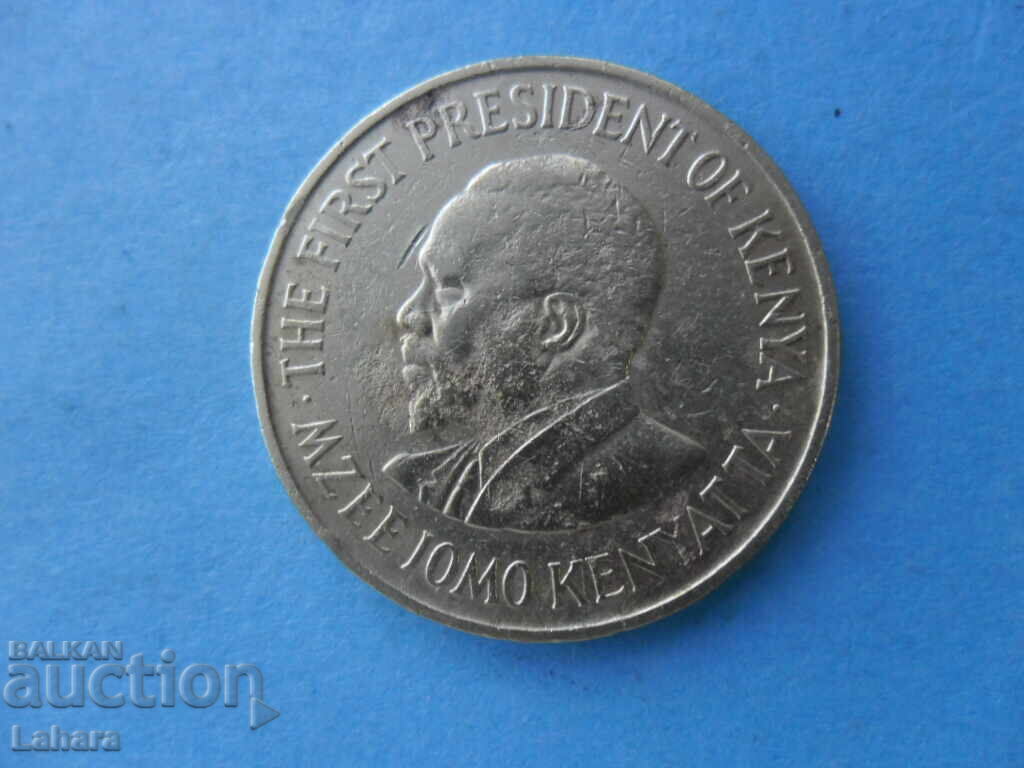 · THE FIRST PRESIDENT OF KENYA ·
MZEE JOMO KENYATTA
BALKAN
auction
Lahara